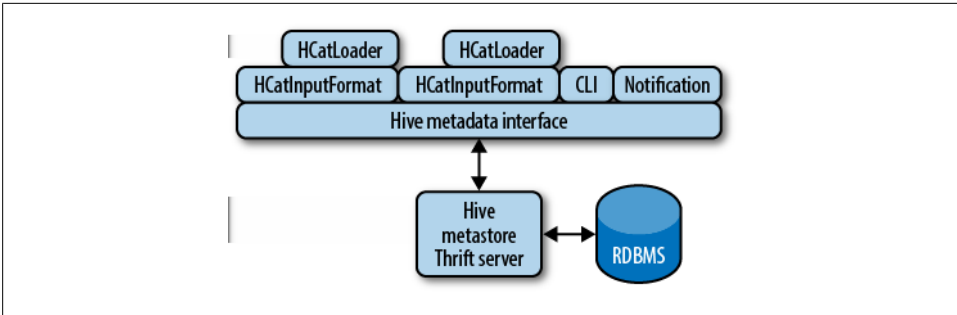 HCatLoader HCatLoader
HCatInputFormat HCatInputFormat CLI Notification
Hive metadata interface
Hive
metastore
Thrift server
RDBMS